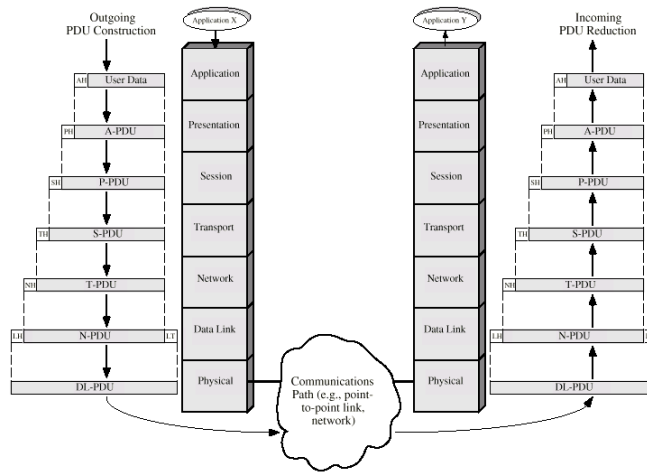 Outgoing
PDU Construction
Application X
Application Y
Incoming
PDU Reduction
AH User Data
Application
Application
AH User Data
PH A-PDU
Presentation
Presentation
PH A-PDU
SH P-PDU
Session
Session
SH P-PDU
TH S-PDU
Transport
Transport
TH S-PDU
NH T-PDU
Network
Network
NH T-PDU
LH N-PDU LT
Data Link
Data Link
LH N-PDU
DL-PDU
Physical
Communications
Path (e.g., point-
to-point link,
network)
Physical
DL-PDU